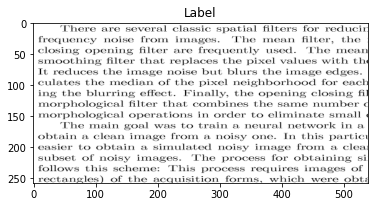 Label
0
There are several classic spatial filters for reducin
frequency noise from images. The mean filter, the
closing opening filter are frequently used. The mean
50
smoothing filter that replaces the pixel values with the
It reduces the image noise but blurs the image edges.
culates the median of the pixel neighborhood for each
100
ing the blurring effect. Finally, the opening closing fil
morphological filter that combines the same number o
150
morphological operations in order to eliminate small
The main goal was to train a neural network in a
obtain a clean image from a noisy one. In this particu
easier to obtain a simulated noisy image from a clea
200
subset of noisy images. The process for obtaining si
follows this scheme: This process requires images of
250
rectangles) of the acquisition forms, which were obta
0 100 200 300 400 500